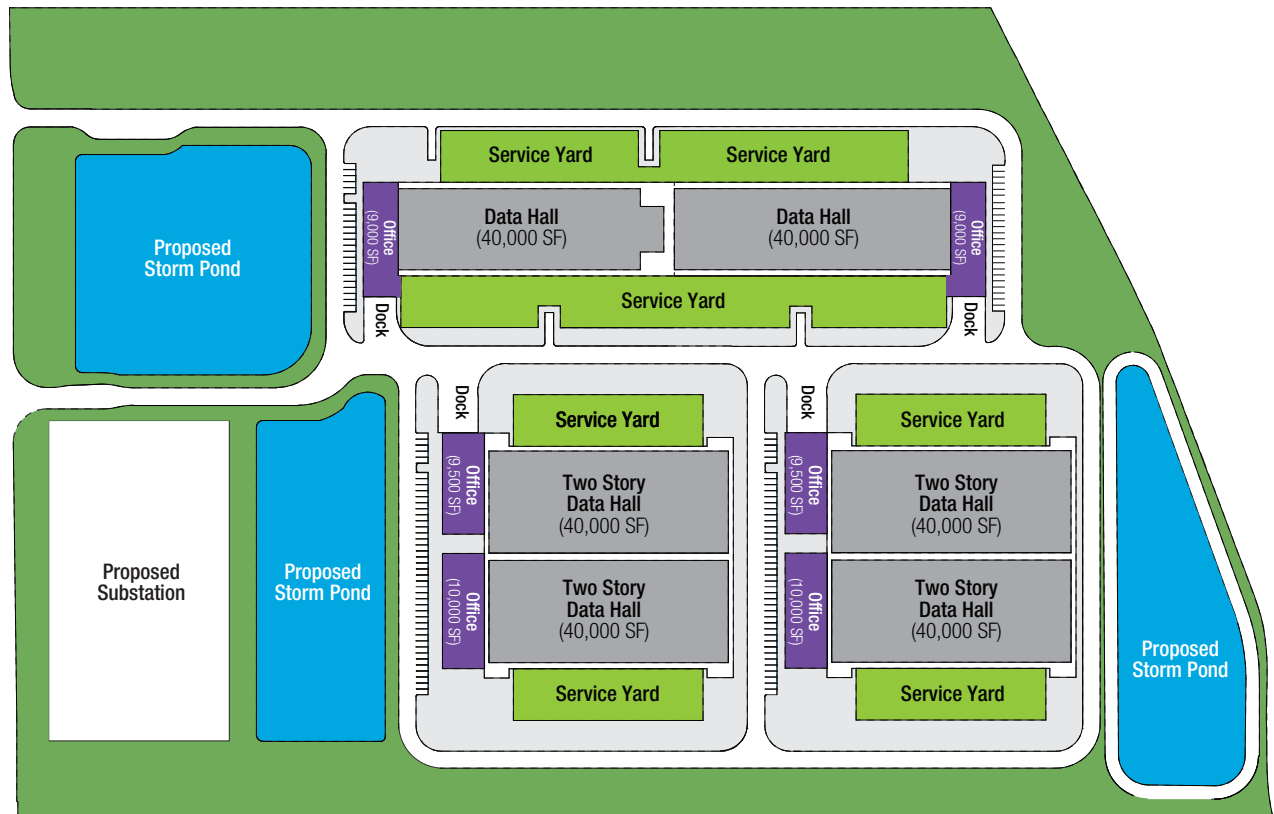 Service Yard
Service Yard
Office
(9,000 SF)
Data Hall
(40,000 SF)
Data Hall
(40,000 SF)
Office
(9,000 SF)
Proposed
Storm Pond
Service Yard
Dock
Dock
Dock
Service Yard
Dock
Service Yard
Office
(9,500 SF)
Two Story
Data Hall
(40,000 SF)
Office
(9,500 SF)
Two Story
Data Hall
(40,000 SF)
Proposed
Substation
Proposed
Storm Pond
Office
(10,000 SF)
Two Story
Data Hall
(40,000 SF)
Office
(10,000 SF)
Two Story
Data Hall
(40,000 SF)
Proposed
Storm Pond
Service Yard
Service Yard